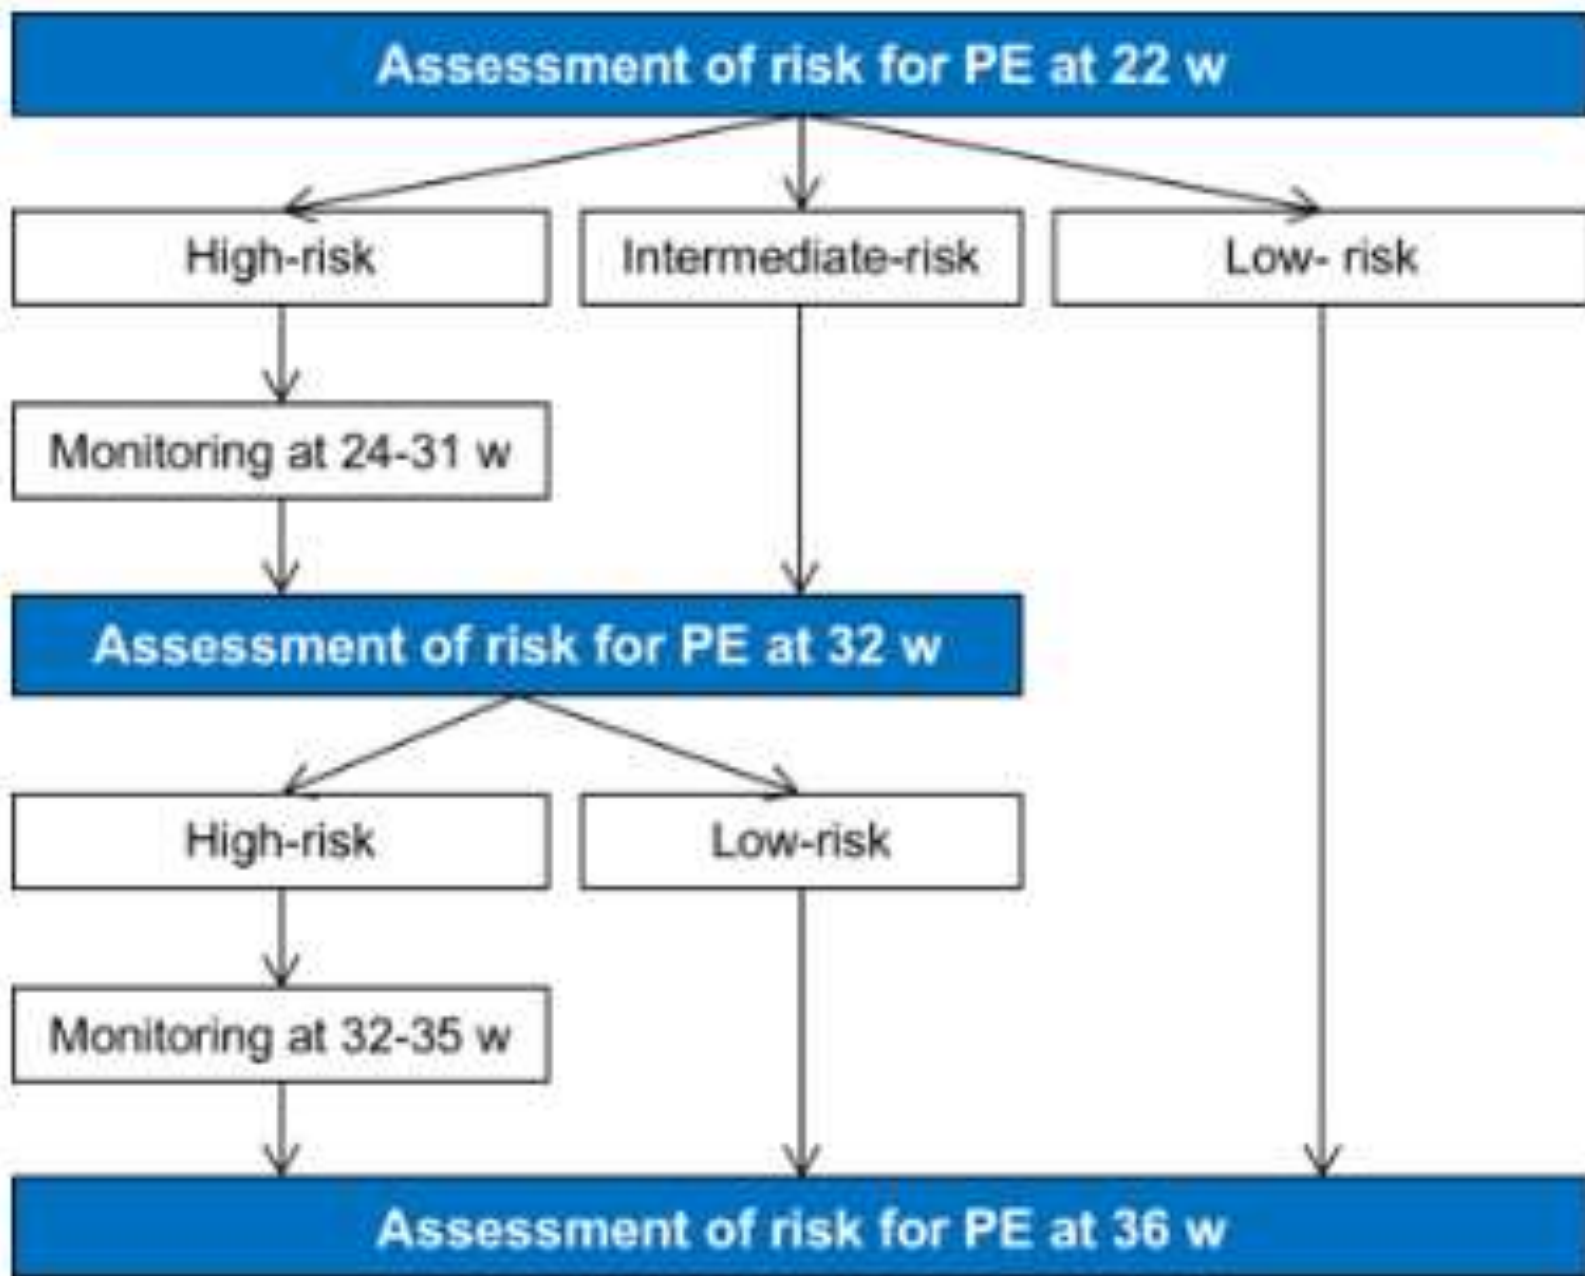 Assessment of risk for PE at 22 w
High-risk
Intermediate-risk
Low- risk
Monitoring at 24-31 w
Assessment of risk for PE at 32 w
High-risk
Low-risk
Monitoring at 32-35 w
Assessment of risk for PE at 36 w